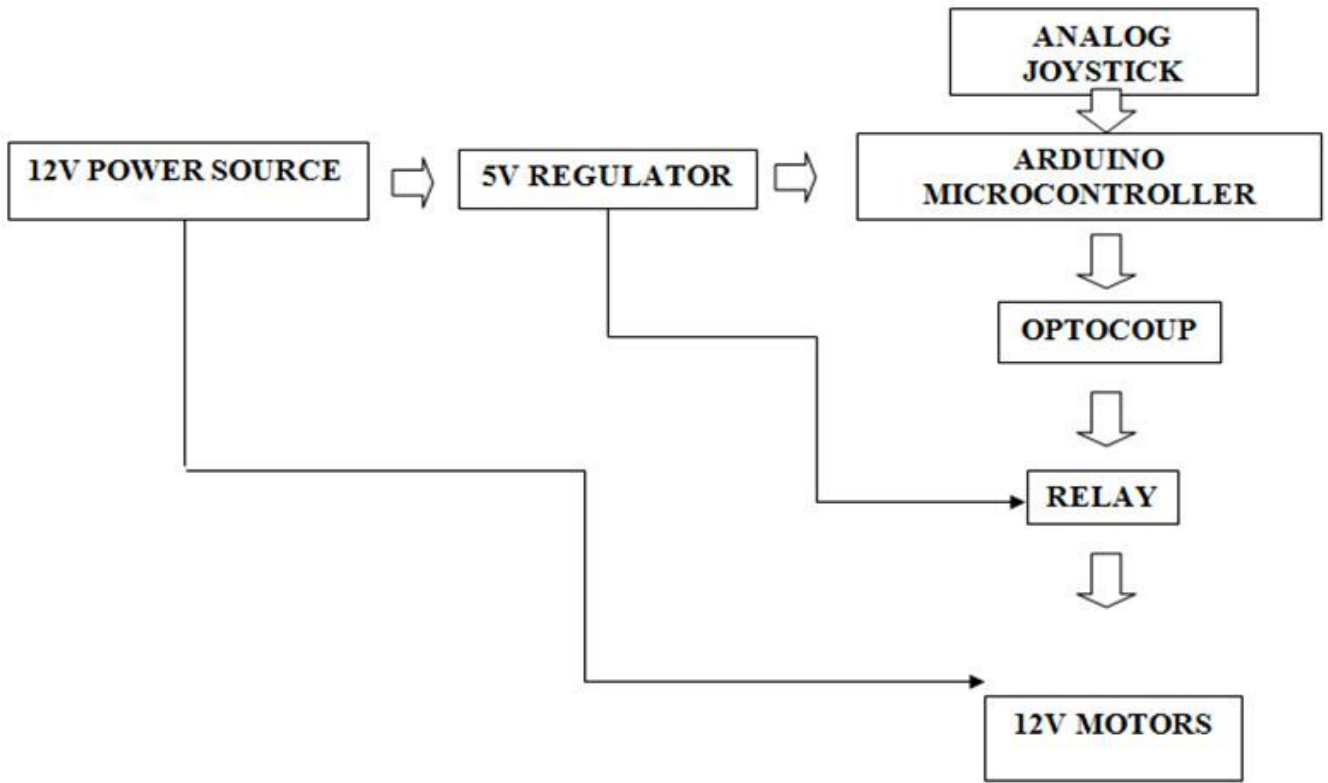 ANALOG
JOYSTICK
12V POWER SOURCE
5V REGULATOR
ARDUINO
MICROCONTROLLER
OPTOCOUP
RELAY
12V MOTORS